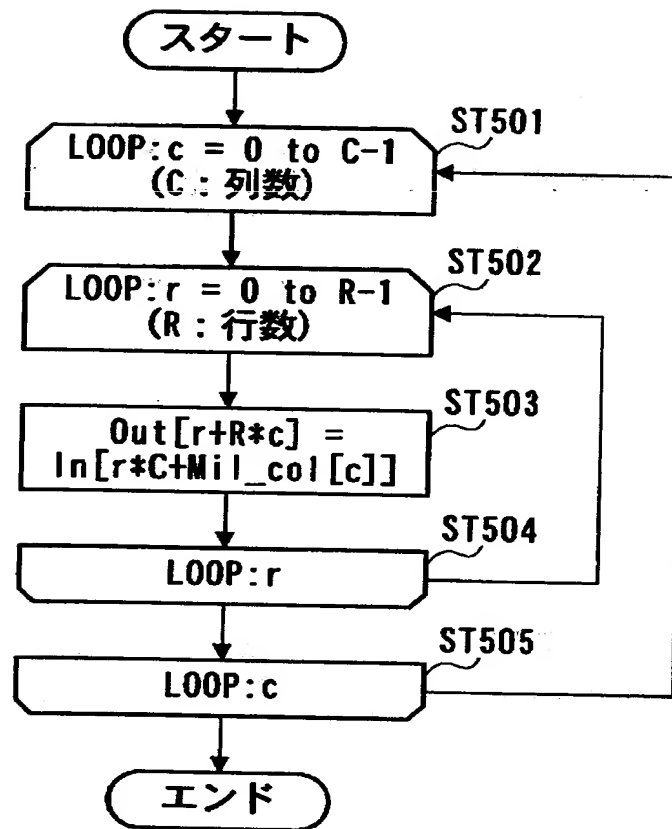 スタート
ST501
LOOP:c = 0 to C-1
(C:列数)
ST502
LOOP:r = 0 to R-1
(R:行数)
ST503
Out[r+R*c] =
In[r*C+Mil_col[c]]
ST504
LOOP:r
ST505
LOOP:c
エンド